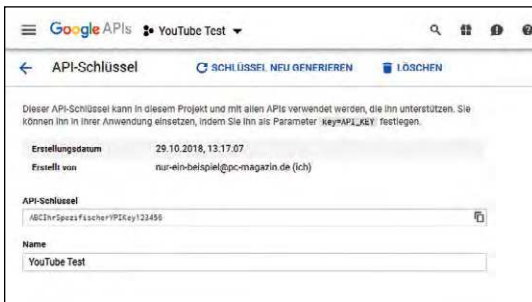 Google APIs YouTube Test
API-Schlüssel SCHLÜSSEL NEU GENERIEREN LÖSCHEN
Dieser API-Schlüssel kann in diesem Projekt und mit allen APIs verwendet werden, die ihn unterstützen. Sie
können ihn in Ihrer Anwendung einsetzen, indem Sie ihn als Parameter key=API_KEY festlegen.
Erstellungsdatum 29.10.2018, 13.17.07
Erstellt von nur-ein-beispiel@pc-magazin.de (ich)
API-Schlüssel
ABCIhrSpezifischerYPIKey123456
Name
YouTube Test